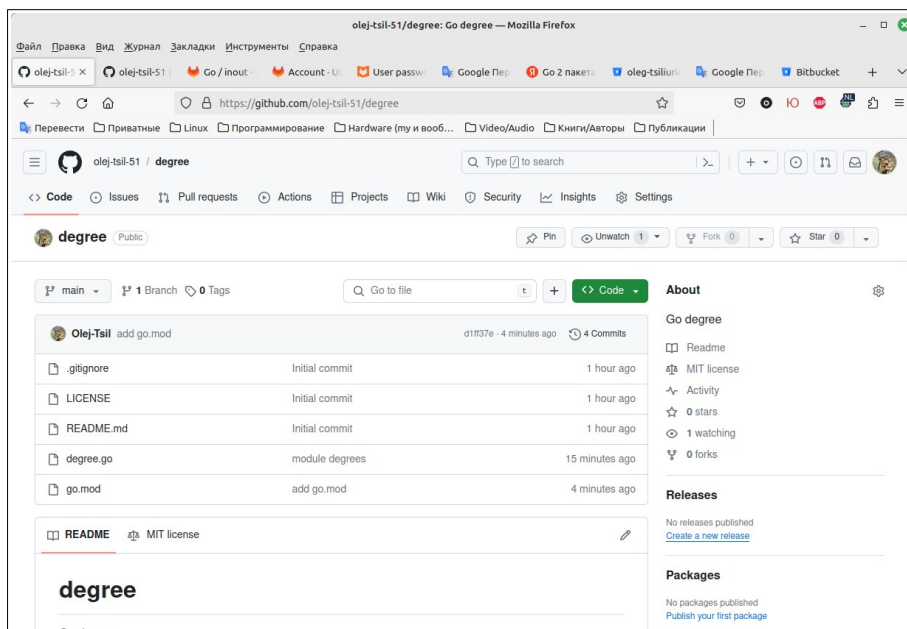 olej-tsil-51/degree: Go degree — Mozilla Firefox
Файл Правка Вид Журнал Закладки Инструменты Справка
olej-tsil-5 olej-tsil-51 Go / inout · Account · Us User passw Google Пер Go 2 пакета oleg-tsiliuric Google Пер Bitbucket
https://github.com/olej-tsil-51/degree Ю ABP NL
Перевести Приватные Linux Программирование Hardware (my и вооб... Video/Audio Книги/Авторы Публикации
olej-tsil-51 / degree Type / to search
Code Issues Pull requests Actions Projects Wiki Security Insights Settings
degree Public Pin Unwatch 1 Fork 0 Star 0
main 1 Branch 0 Tags Go to file t Code
Olej-Tsil add go.mod d1ff37e · 4 minutes ago 4 Commits
.gitignore Initial commit 1 hour ago
LICENSE Initial commit 1 hour ago
README.md Initial commit 1 hour ago
degree.go module degrees 15 minutes ago
go.mod add go.mod 4 minutes ago
README MIT license
degree
About
Go degree
Readme
MIT license
Activity
0 stars
1 watching
0 forks
Releases
No releases published
Create a new release
Packages
No packages published
Publish your first package